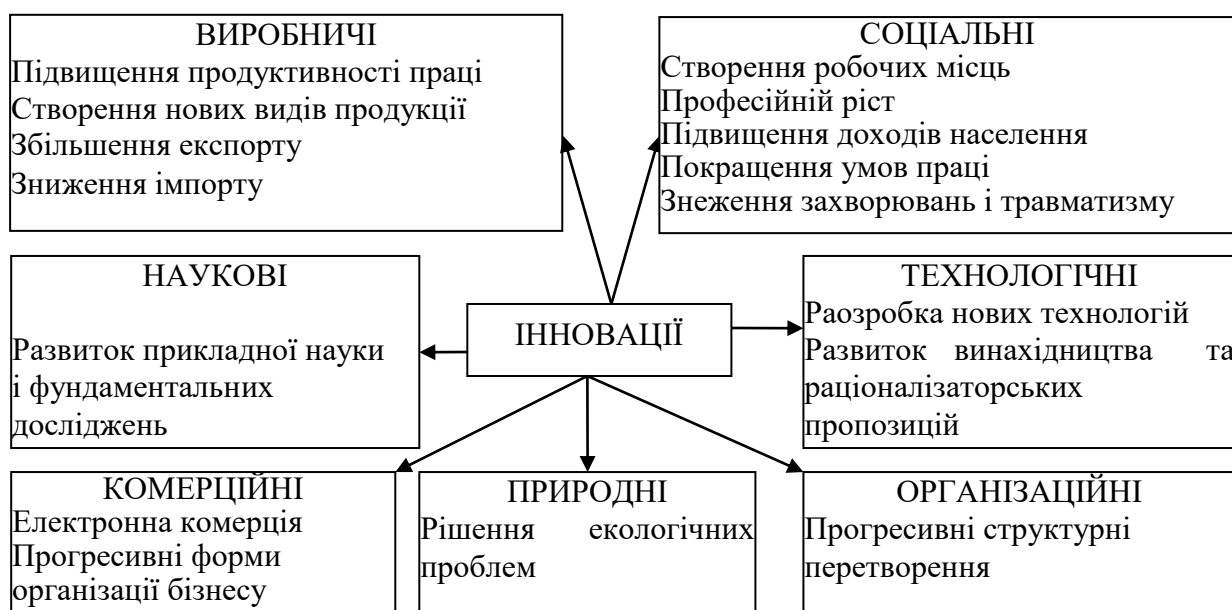 ВИРОБНИЧІ
Підвищення продуктивності праці
Створення нових видів продукції
Збільшення експорту
Зниження імпорту
СОЦІАЛЬНІ
Створення робочих місць
Професійній ріст
Підвищення доходів населення
Покращення умов праці
Знеження захворювань і травматизму
НАУКОВІ
Развиток прикладної науки
і фундаментальних
досліджень
ІННОВАЦІЇ
ТЕХНОЛОГІЧНІ
Раозробка нових технологій
Развиток винахідництва та
раціоналізаторських
пропозицій
КОМЕРЦІЙНІ
Електронна комерція
Прогресивні форми
організації бізнесу
ПРИРОДНІ
Рішення екологічних
проблем
ОРГАНІЗАЦІЙНІ
Прогресивні структурні
перетворення